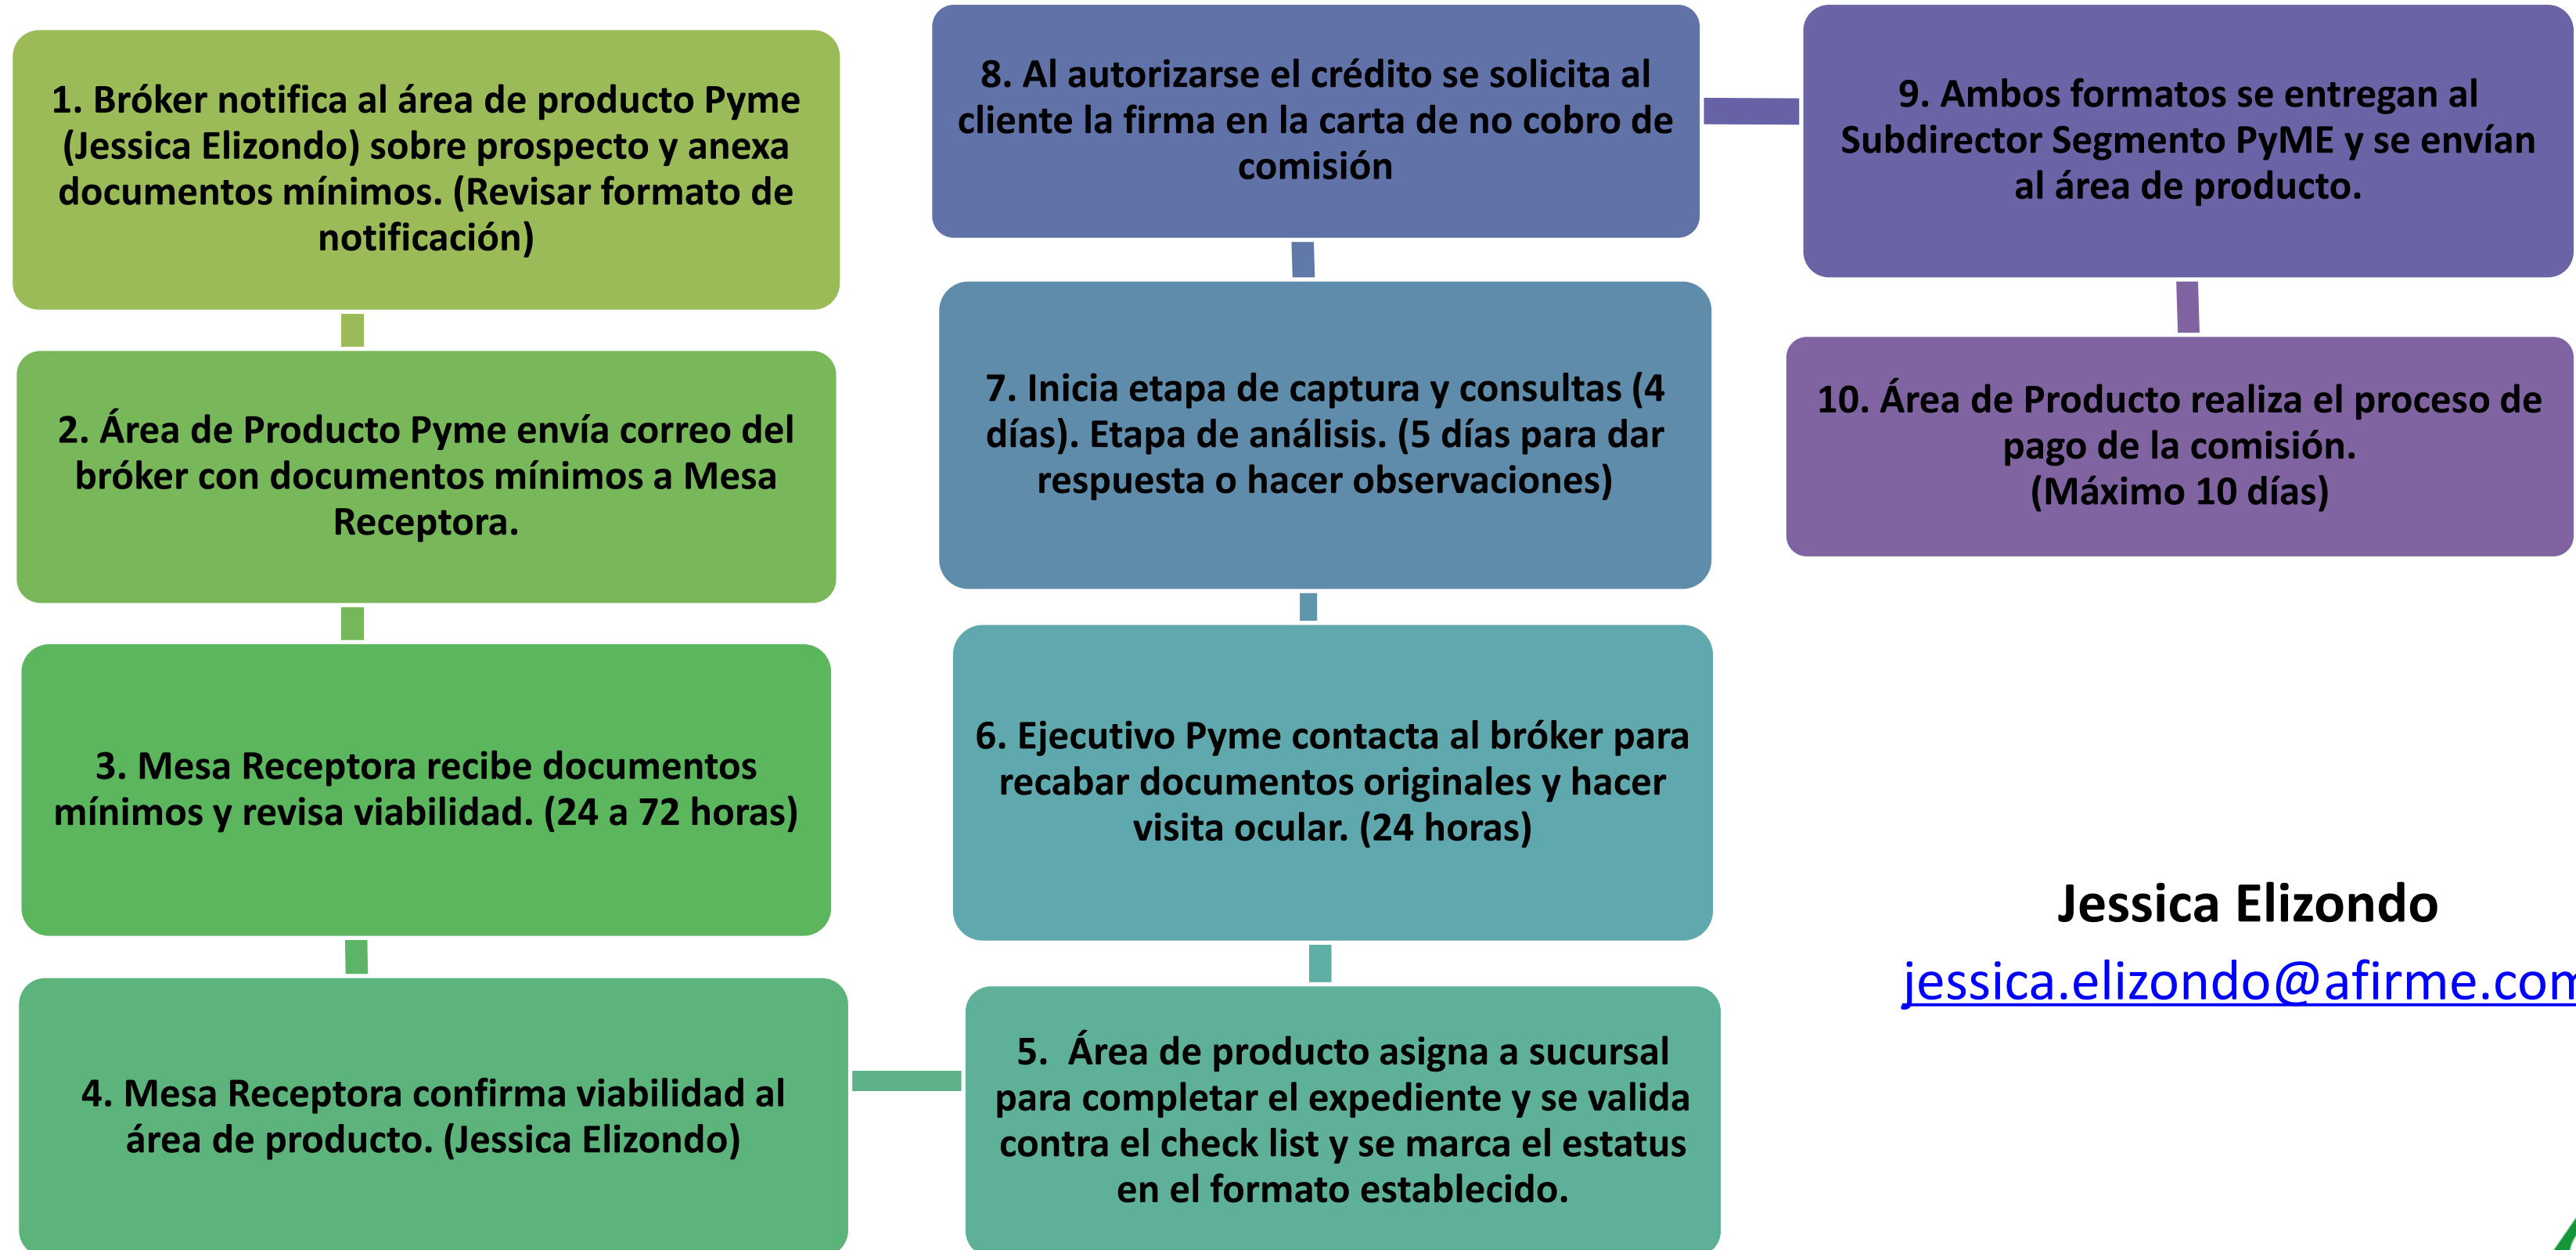 1. Bróker notifica al área de producto Pyme
(Jessica Elizondo) sobre prospecto y anexa
documentos mínimos. (Revisar formato de
notificación)
2. Área de Producto Pyme envía correo del
bróker con documentos mínimos a Mesa
Receptora.
3. Mesa Receptora recibe documentos
mínimos y revisa viabilidad. (24 a 72 horas)
4. Mesa Receptora confirma viabilidad al
área de producto. (Jessica Elizondo)
5.  Área de producto asigna a sucursal
para completar el expediente y se valida
contra el check list y se marca el estatus
en el formato establecido.
6. Ejecutivo Pyme contacta al bróker para
recabar documentos originales y hacer
visita ocular. (24 horas)
7. Inicia etapa de captura y consultas (4
días). Etapa de análisis. (5 días para dar
respuesta o hacer observaciones)
8. Al autorizarse el crédito se solicita al
cliente la firma en la carta de no cobro de
comisión
9. Ambos formatos se entregan al
Subdirector Segmento PyME y se envían
al área de producto.
10. Área de Producto realiza el proceso de
pago de la comisión.
(Máximo 10 días)
Jessica Elizondo
jessica.elizondo@afirme.com